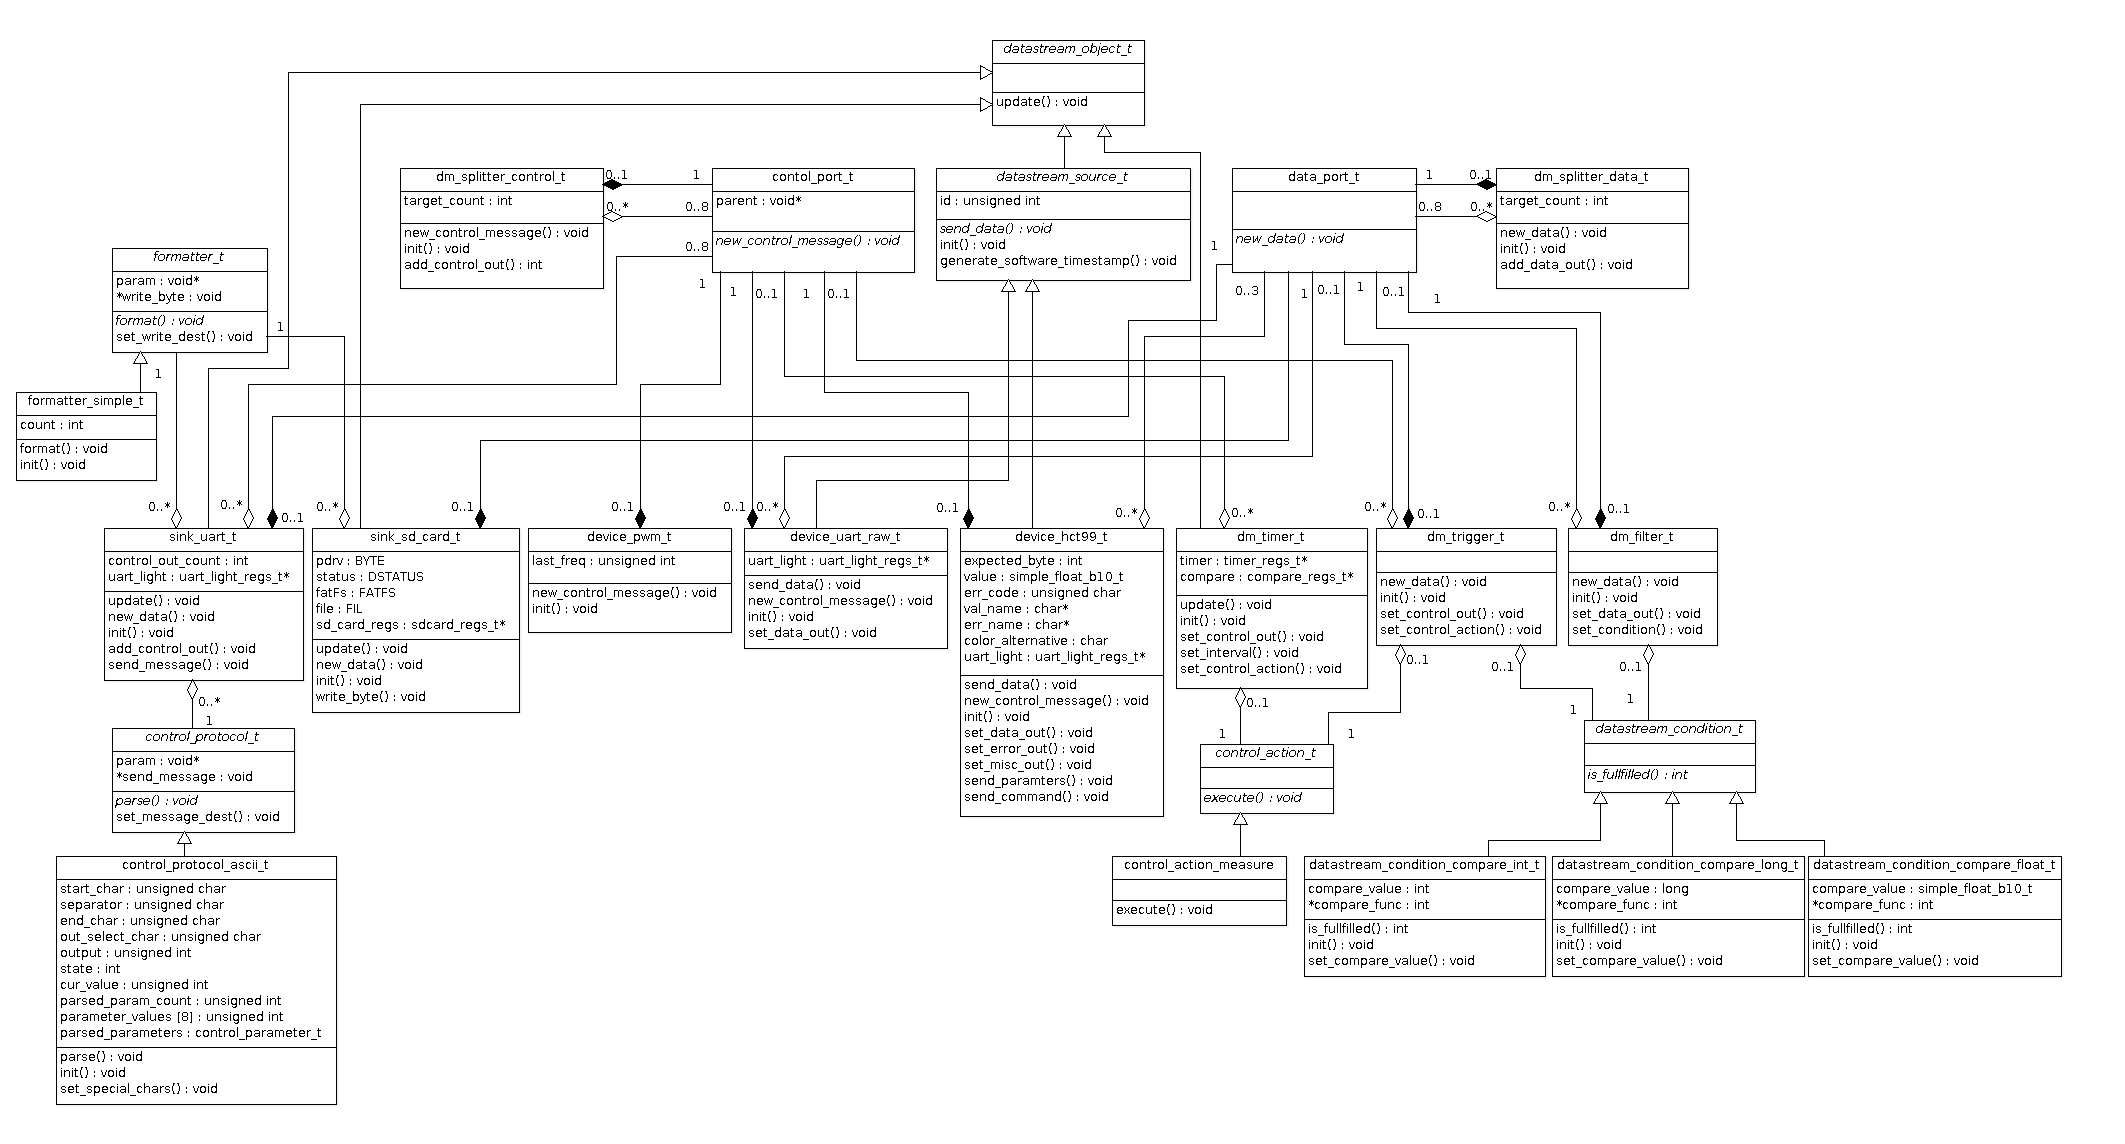 datastream_object_t
update() : void
dm_splitter_control_t
target_count : int
new_control_message() : void
init() : void
add_control_out() : int
0..1
1
0..*
0..8
0..8
contol_port_t
parent : void*
new_control_message() : void
datastream_source_t
id : unsigned int
send_data() : void
init() : void
generate_software_timestamp() : void
1
data_port_t
new_data() : void
1
0..1
0..8
0..*
dm_splitter_data_t
target_count : int
new_data() : void
init() : void
add_data_out() : void
formatter_t
param : void*
*write_byte : void
format() : void
set_write_dest() : void
1
1
1
1
0..1
1
0..1
0..3
1
0..1
1
0..1
1
formatter_simple_t
count : int
format() : void
init() : void
0..*
0..*
0..1
0..*
0..1
0..1
0..1
0..*
0..1
0..*
0..*
0..*
0..1
0..*
0..1
sink_uart_t
control_out_count : int
uart_light : uart_light_regs_t*
update() : void
new_data() : void
init() : void
add_control_out() : void
send_message() : void
sink_sd_card_t
pdrv : BYTE
status : DSTATUS
fatFs : FATFS
file : FIL
sd_card_regs : sdcard_regs_t*
update() : void
new_data() : void
init() : void
write_byte() : void
device_pwm_t
last_freq : unsigned int
new_control_message() : void
init() : void
device_uart_raw_t
uart_light : uart_light_regs_t*
send_data() : void
new_control_message() : void
init() : void
set_data_out() : void
device_hct99_t
expected_byte : int
value : simple_float_b10_t
err_code : unsigned char
val_name : char*
err_name : char*
color_alternative : char
uart_light : uart_light_regs_t*
send_data() : void
new_control_message() : void
init() : void
set_data_out() : void
set_error_out() : void
set_misc_out() : void
send_paramters() : void
send_command() : void
dm_timer_t
timer : timer_regs_t*
compare : compare_regs_t*
update() : void
init() : void
set_control_out() : void
set_interval() : void
set_control_action() : void
dm_trigger_t
new_data() : void
init() : void
set_control_out() : void
set_control_action() : void
dm_filter_t
new_data() : void
init() : void
set_data_out() : void
set_condition() : void
0..*
1
0..1
1
0..1
1
0..1
1
0..1
1
control_protocol_t
param : void*
*send_message : void
parse() : void
set_message_dest() : void
control_action_t
execute() : void
datastream_condition_t
is_fullfilled() : int
control_protocol_ascii_t
start_char : unsigned char
separator : unsigned char
end_char : unsigned char
out_select_char : unsigned char
output : unsigned int
state : int
cur_value : unsigned int
parsed_param_count : unsigned int
parameter_values [8] : unsigned int
parsed_parameters : control_parameter_t
parse() : void
init() : void
set_special_chars() : void
control_action_measure
execute() : void
datastream_condition_compare_int_t
compare_value : int
*compare_func : int
is_fullfilled() : int
init() : void
set_compare_value() : void
datastream_condition_compare_long_t
compare_value : long
*compare_func : int
is_fullfilled() : int
init() : void
set_compare_value() : void
datastream_condition_compare_float_t
compare_value : simple_float_b10_t
*compare_func : int
is_fullfilled() : int
init() : void
set_compare_value() : void